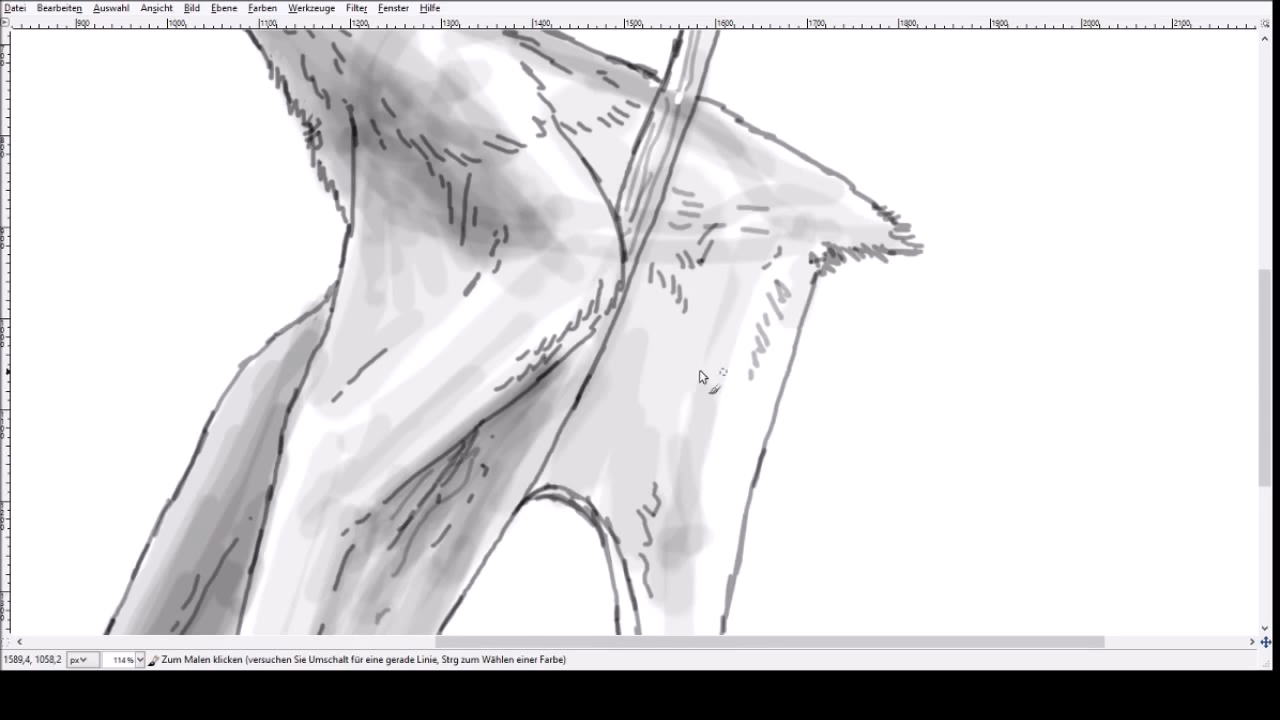 Datei Bearbeiten Auswahl Ansicht Bild Ebene Farben Werkzeuge Filter Fenster Hilfe
900 1000 1100 1200 1300 1400 1500 1600 1700 1800 1900 2000 2100
1589,4, 1058,2 px 114 % Zum Malen klicken (versuchen Sie Umschalt für eine gerade Linie, Strg zum Wählen einer Farbe)